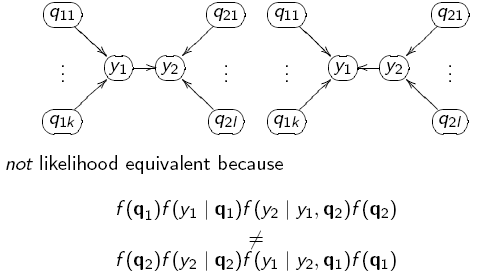 q11 q21 q11 q21
⋮ y1 y2 ⋮ ⋮ y1 y2 ⋮
q1k q2l q1k q2l
not likelihood equivalent because
f(q1)f(y1 | q1)f(y2 | y1, q2)f(q2)
≠
f(q2)f(y2 | q2)f(y1 | y2, q1)f(q1)